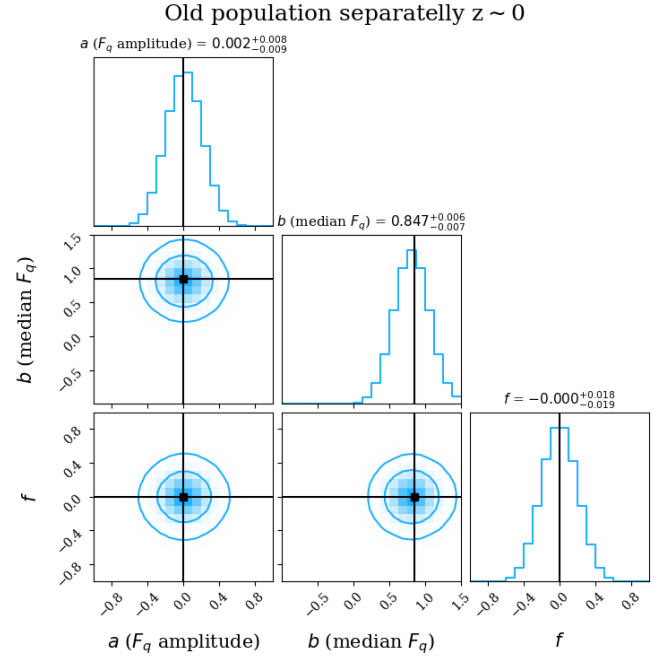 Old population separatelly z ~ 0
a (F_q amplitude) = 0.002^{+0.008}_{-0.009}
1.5
1.0
0.5
0.0
−0.5
b (median F_q)
b (median F_q) = 0.847^{+0.006}_{-0.007}
0.8
0.4
0.0
−0.4
−0.8
f
f = −0.000^{+0.018}_{-0.019}
−0.8 −0.4 0.0 0.4 0.8
−0.5 0.0 0.5 1.0 1.5
−0.8 −0.4 0.0 0.4 0.8
a (F_q amplitude)
b (median F_q)
f